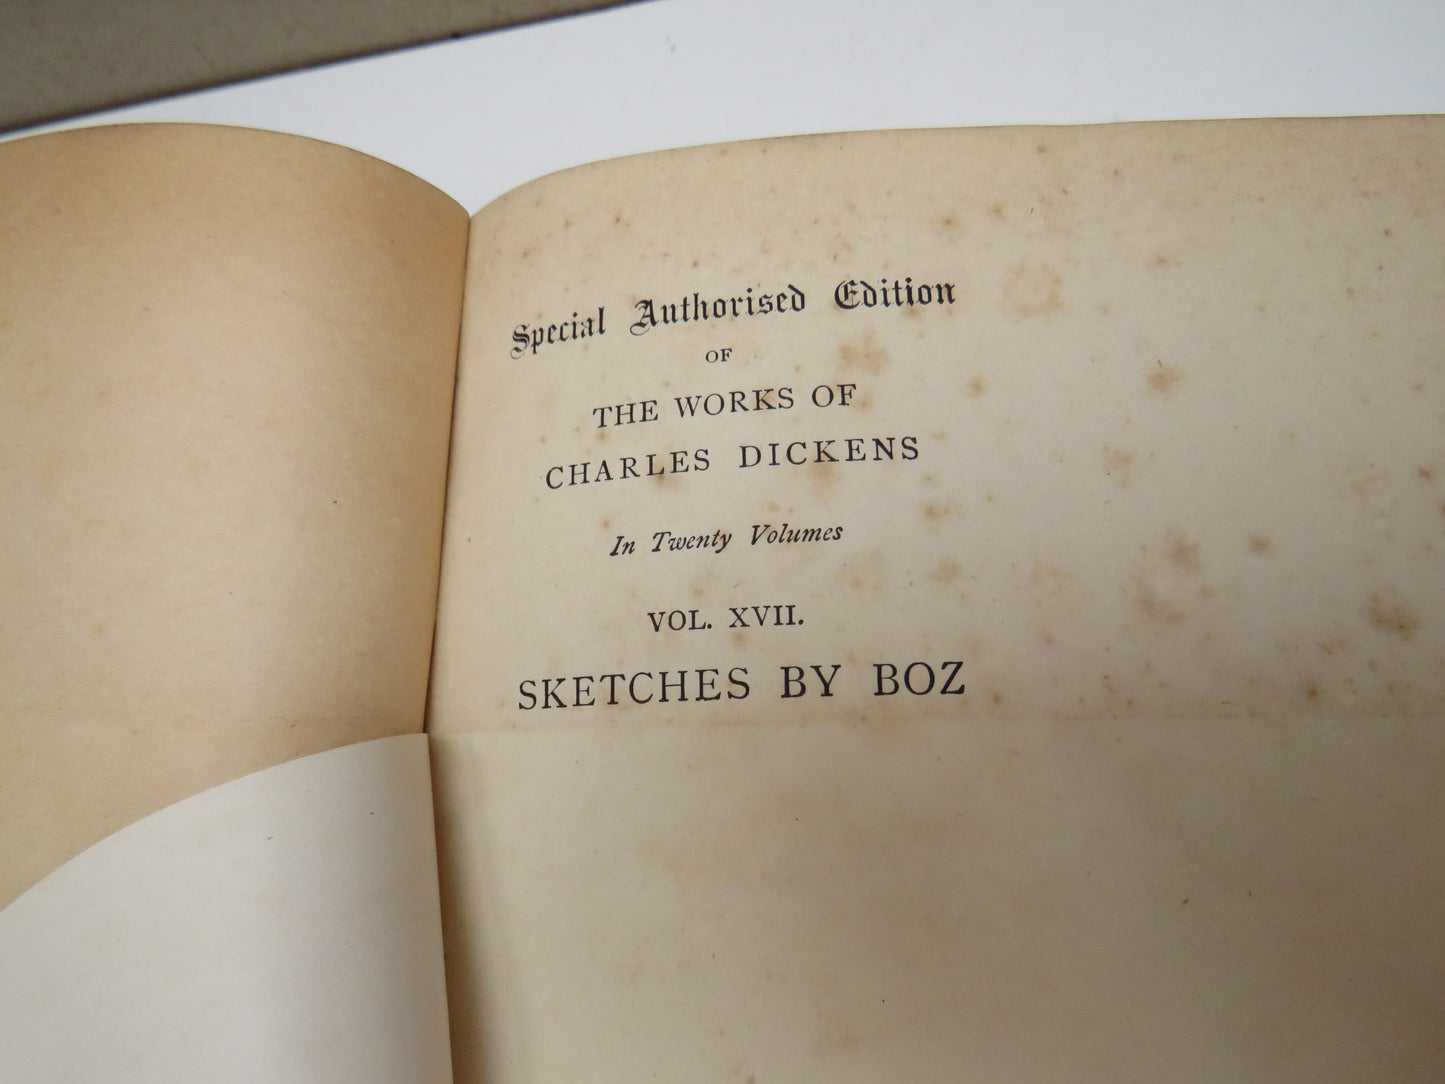 Special Authorised Edition
OF
THE WORKS OF
CHARLES DICKENS
In Twenty Volumes
VOL. XVII.
SKETCHES BY BOZ